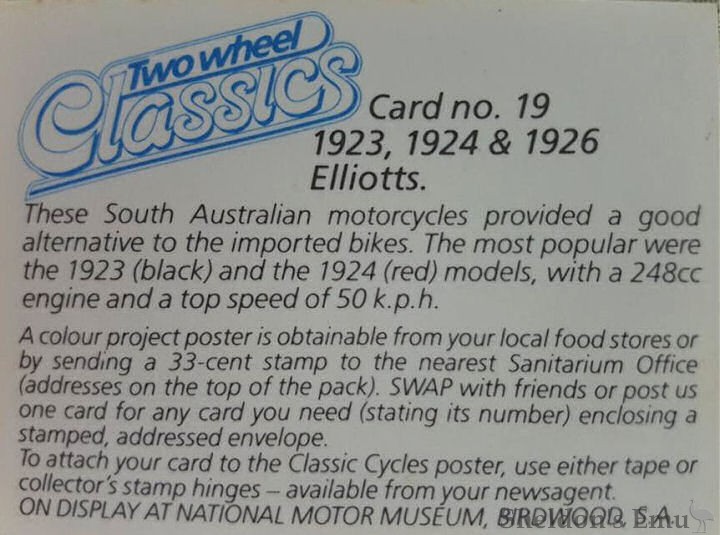 Two wheel
Classics
Card no. 19
1923, 1924 & 1926
Elliotts.
These South Australian motorcycles provided a good
alternative to the imported bikes. The most popular were
the 1923 (black) and the 1924 (red) models, with a 248cc
engine and a top speed of 50 k.p.h.
A colour project poster is obtainable from your local food stores or
by sending a 33-cent stamp to the nearest Sanitarium Office
(addresses on the top of the pack). SWAP with friends or post us
one card for any card you need (stating its number) enclosing a
stamped, addressed envelope.
To attach your card to the Classic Cycles poster, use either tape or
collector's stamp hinges – available from your newsagent.
ON DISPLAY AT NATIONAL MOTOR MUSEUM, BIRDWOOD, S.A.
Sheldon's Emu